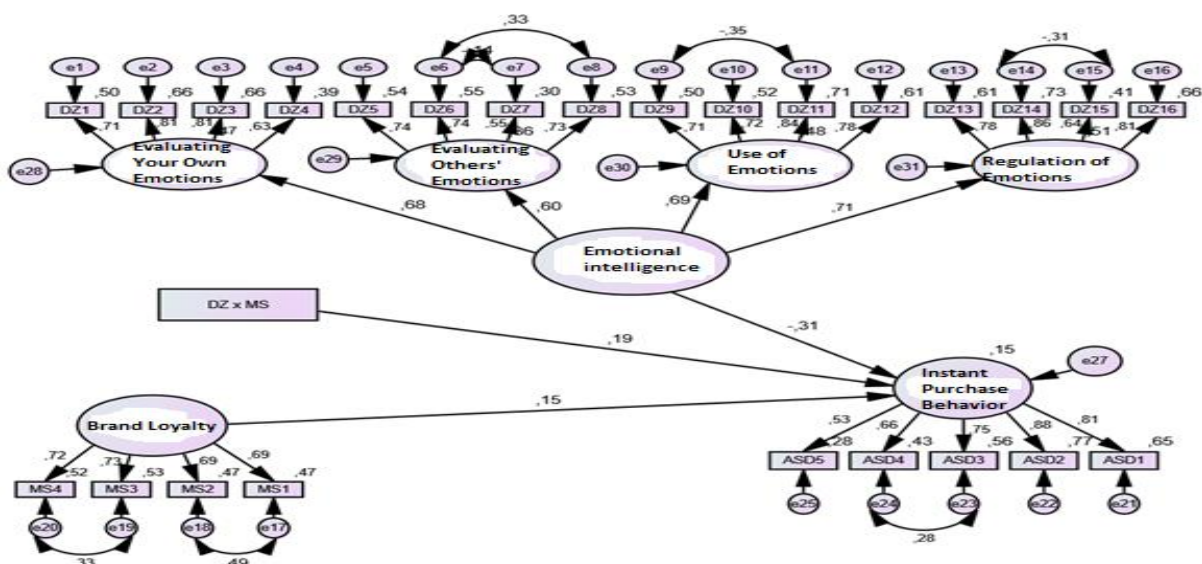 ,33
-,14
-,35
-,31
e1 e2 e3 e4 e5 e6 e7 e8 e9 e10 e11 e12 e13 e14 e15 e16
,50 ,66 ,66 ,39 ,54 ,55 ,30 ,53 ,50 ,52 ,71 ,61 ,61 ,73 ,41 ,66
DZ1 DZ2 DZ3 DZ4 DZ5 DZ6 DZ7 DZ8 DZ9 DZ10 DZ11 DZ12 DZ13 DZ14 DZ15 DZ16
,71 ,81 ,81 ,47 ,63 ,74 ,74 ,55 ,73 ,71 ,72 ,84 ,48 ,78 ,78 ,86 ,64 ,51 ,81
e28
Evaluating
Your Own
Emotions
e29
Evaluating
Others'
Emotions
e30
Use of
Emotions
e31
Regulation of
Emotions
,68 ,60 ,69 ,71
Emotional
intelligence
DZ x MS
,19
-,31
,15
e27
Instant
Purchase
Behavior
Brand Loyalty
,15
,72 ,73 ,69 ,69
,52 ,53 ,47 ,47
MS4 MS3 MS2 MS1
e20 e19 e18 e17
,33 ,49
,53 ,66 ,75 ,88 ,81
,28 ,43 ,56 ,77 ,65
ASD5 ASD4 ASD3 ASD2 ASD1
e25 e24 e23 e22 e21
,28